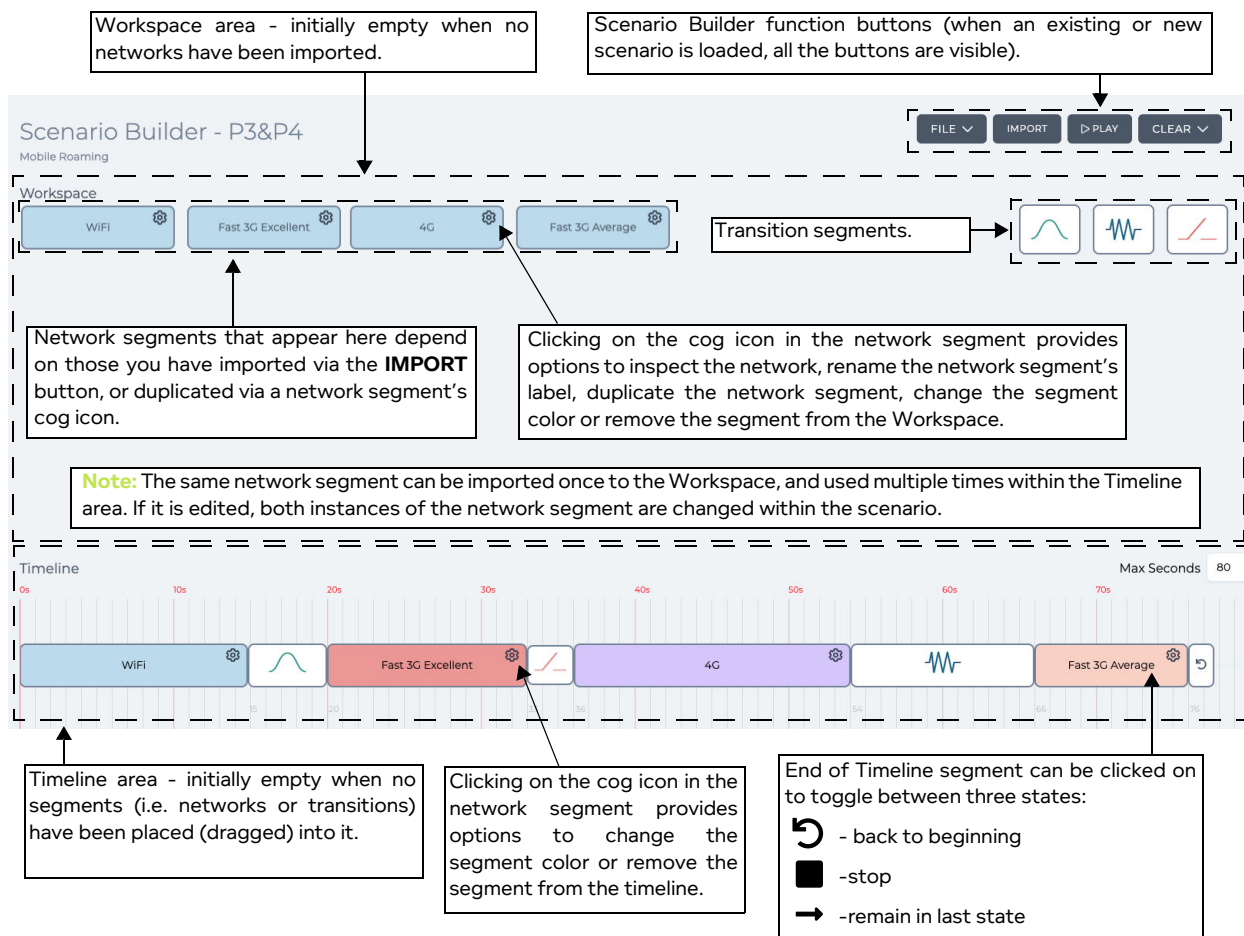 Workspace area - initially empty when no
networks have been imported.
Scenario Builder function buttons (when an existing or new
scenario is loaded, all the buttons are visible).
Scenario Builder - P3&P4
Mobile Roaming
FILE
IMPORT
PLAY
CLEAR
Workspace
WiFi
Fast 3G Excellent
4G
Fast 3G Average
Transition segments.
Network segments that appear here depend
on those you have imported via the IMPORT
button, or duplicated via a network segment's
cog icon.
Clicking on the cog icon in the network segment provides
options to inspect the network, rename the network segment's
label, duplicate the network segment, change the segment
color or remove the segment from the Workspace.
Note: The same network segment can be imported once to the Workspace, and used multiple times within the Timeline
area. If it is edited, both instances of the network segment are changed within the scenario.
Timeline
Max Seconds 80
0s 10s 20s 30s 40s 50s 60s 70s
WiFi
Fast 3G Excellent
4G
Fast 3G Average
15 20 33 36 54 66 76
Timeline area - initially empty when no
segments (i.e. networks or transitions)
have been placed (dragged) into it.
Clicking on the cog icon in the
network segment provides
options to change the
segment color or remove the
segment from the timeline.
End of Timeline segment can be clicked on
to toggle between three states:
- back to beginning
-stop
-remain in last state